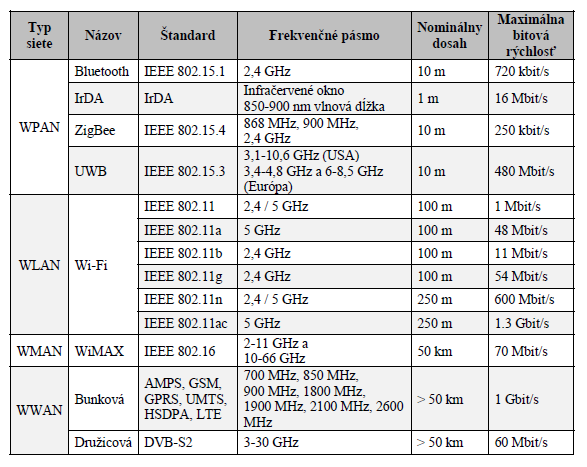 Typ siete Názov Štandard Frekvenčné pásmo Nominálny dosah Maximálna bitová rýchlosť
WPAN
Bluetooth IEEE 802.15.1 2,4 GHz 10 m 720 kbit/s
IrDA IrDA Infračervené okno
850-900 nm vlnová dĺžka 1 m 16 Mbit/s
ZigBee IEEE 802.15.4 868 MHz, 900 MHz,
2,4 GHz 10 m 250 kbit/s
UWB IEEE 802.15.3 3,1-10,6 GHz (USA)
3,4-4,8 GHz a 6-8,5 GHz
(Európa) 10 m 480 Mbit/s
WLAN Wi-Fi
IEEE 802.11 2,4 / 5 GHz 100 m 1 Mbit/s
IEEE 802.11a 5 GHz 100 m 48 Mbit/s
IEEE 802.11b 2,4 GHz 100 m 11 Mbit/s
IEEE 802.11g 2,4 GHz 100 m 54 Mbit/s
IEEE 802.11n 2,4 / 5 GHz 250 m 600 Mbit/s
IEEE 802.11ac 5 GHz 250 m 1.3 Gbit/s
WMAN WiMAX IEEE 802.16 2-11 GHz a
10-66 GHz 50 km 70 Mbit/s
WWAN
Bunková AMPS, GSM,
GPRS, UMTS,
HSDPA, LTE
700 MHz, 850 MHz,
900 MHz, 1800 MHz,
1900 MHz, 2100 MHz, 2600
MHz
> 50 km 1 Gbit/s
Družicová DVB-S2 3-30 GHz > 50 km 60 Mbit/s